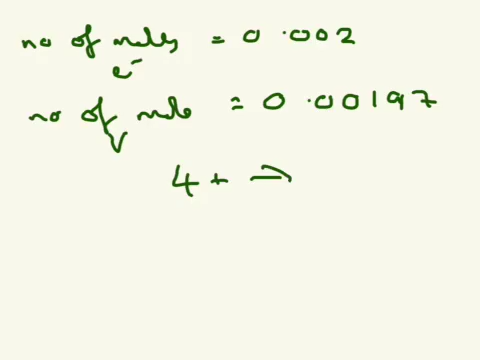 no of moles = 0.002
e⁻
no of mole = 0.00197
V
4+ ⇀